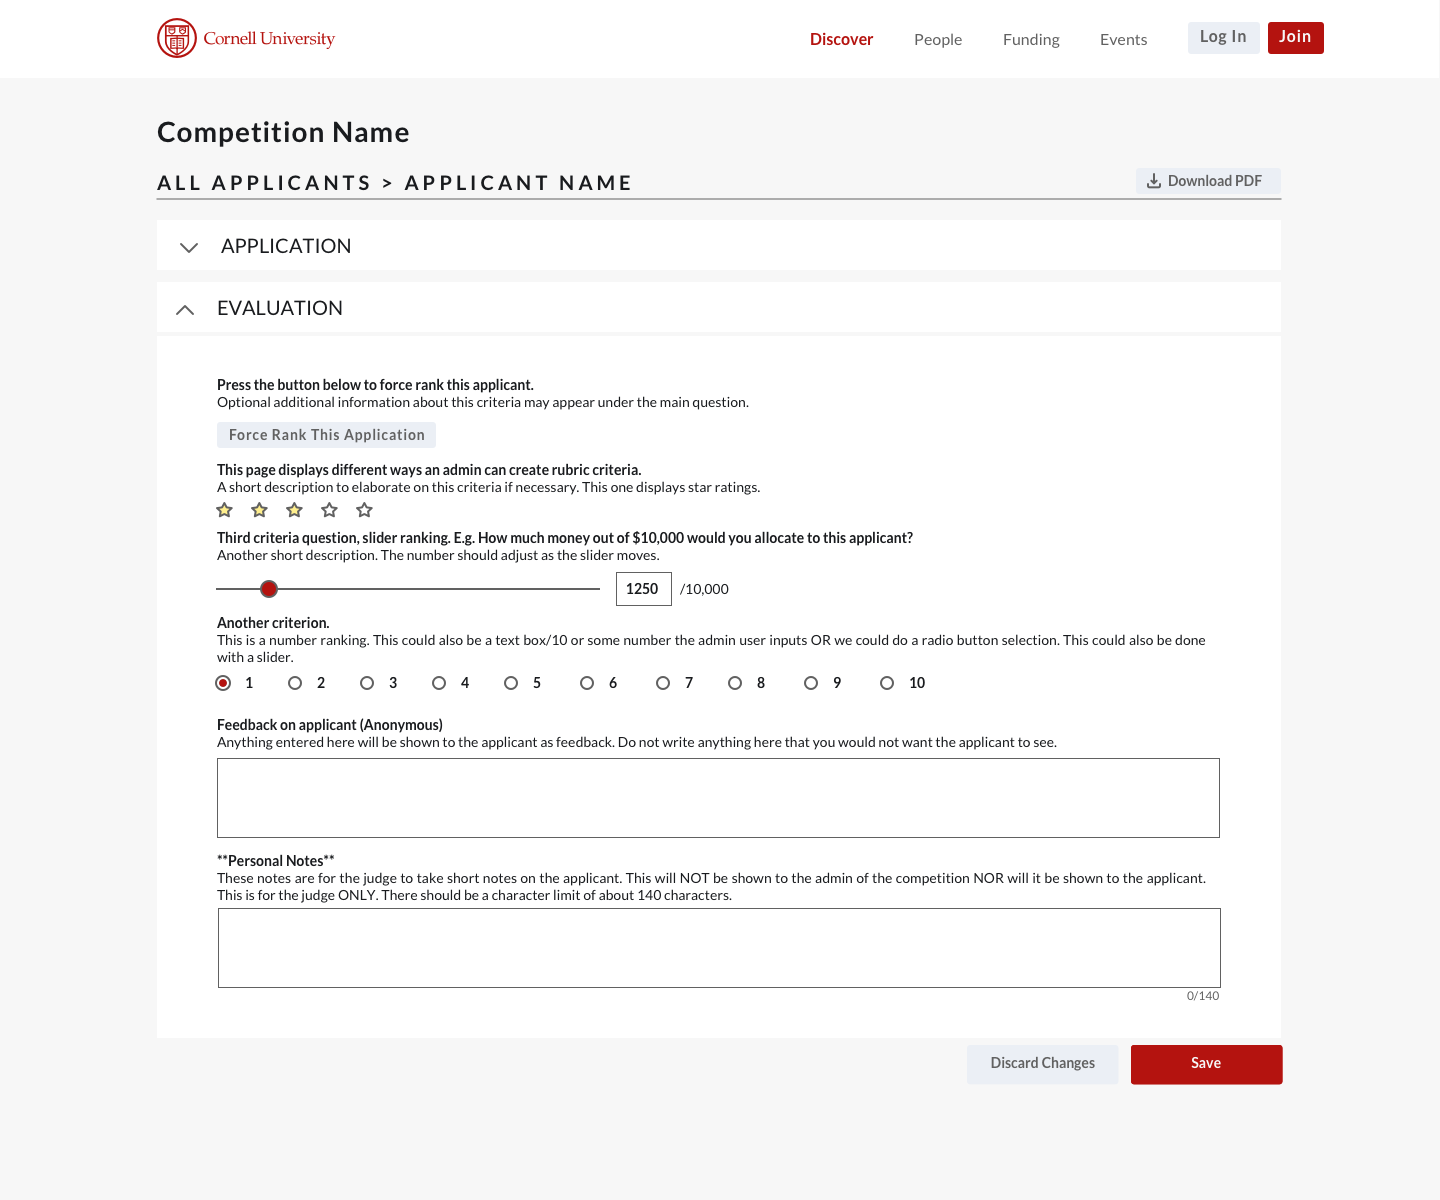 Cornell University
Discover People Funding Events Log In Join
Competition Name
ALL APPLICANTS > APPLICANT NAME
Download PDF
APPLICATION
EVALUATION
Press the button below to force rank this applicant.
Optional additional information about this criteria may appear under the main question.
Force Rank This Application
This page displays different ways an admin can create rubric criteria.
A short description to elaborate on this criteria if necessary. This one displays star ratings.
Third criteria question, slider ranking. E.g. How much money out of $10,000 would you allocate to this applicant?
Another short description. The number should adjust as the slider moves.
1250 /10,000
Another criterion.
This is a number ranking. This could also be a text box/10 or some number the admin user inputs OR we could do a radio button selection. This could also be done
with a slider.
1 2 3 4 5 6 7 8 9 10
Feedback on applicant (Anonymous)
Anything entered here will be shown to the applicant as feedback. Do not write anything here that you would not want the applicant to see.
**Personal Notes**
These notes are for the judge to take short notes on the applicant. This will NOT be shown to the admin of the competition NOR will it be shown to the applicant.
This is for the judge ONLY. There should be a character limit of about 140 characters.
0/140
Discard Changes Save